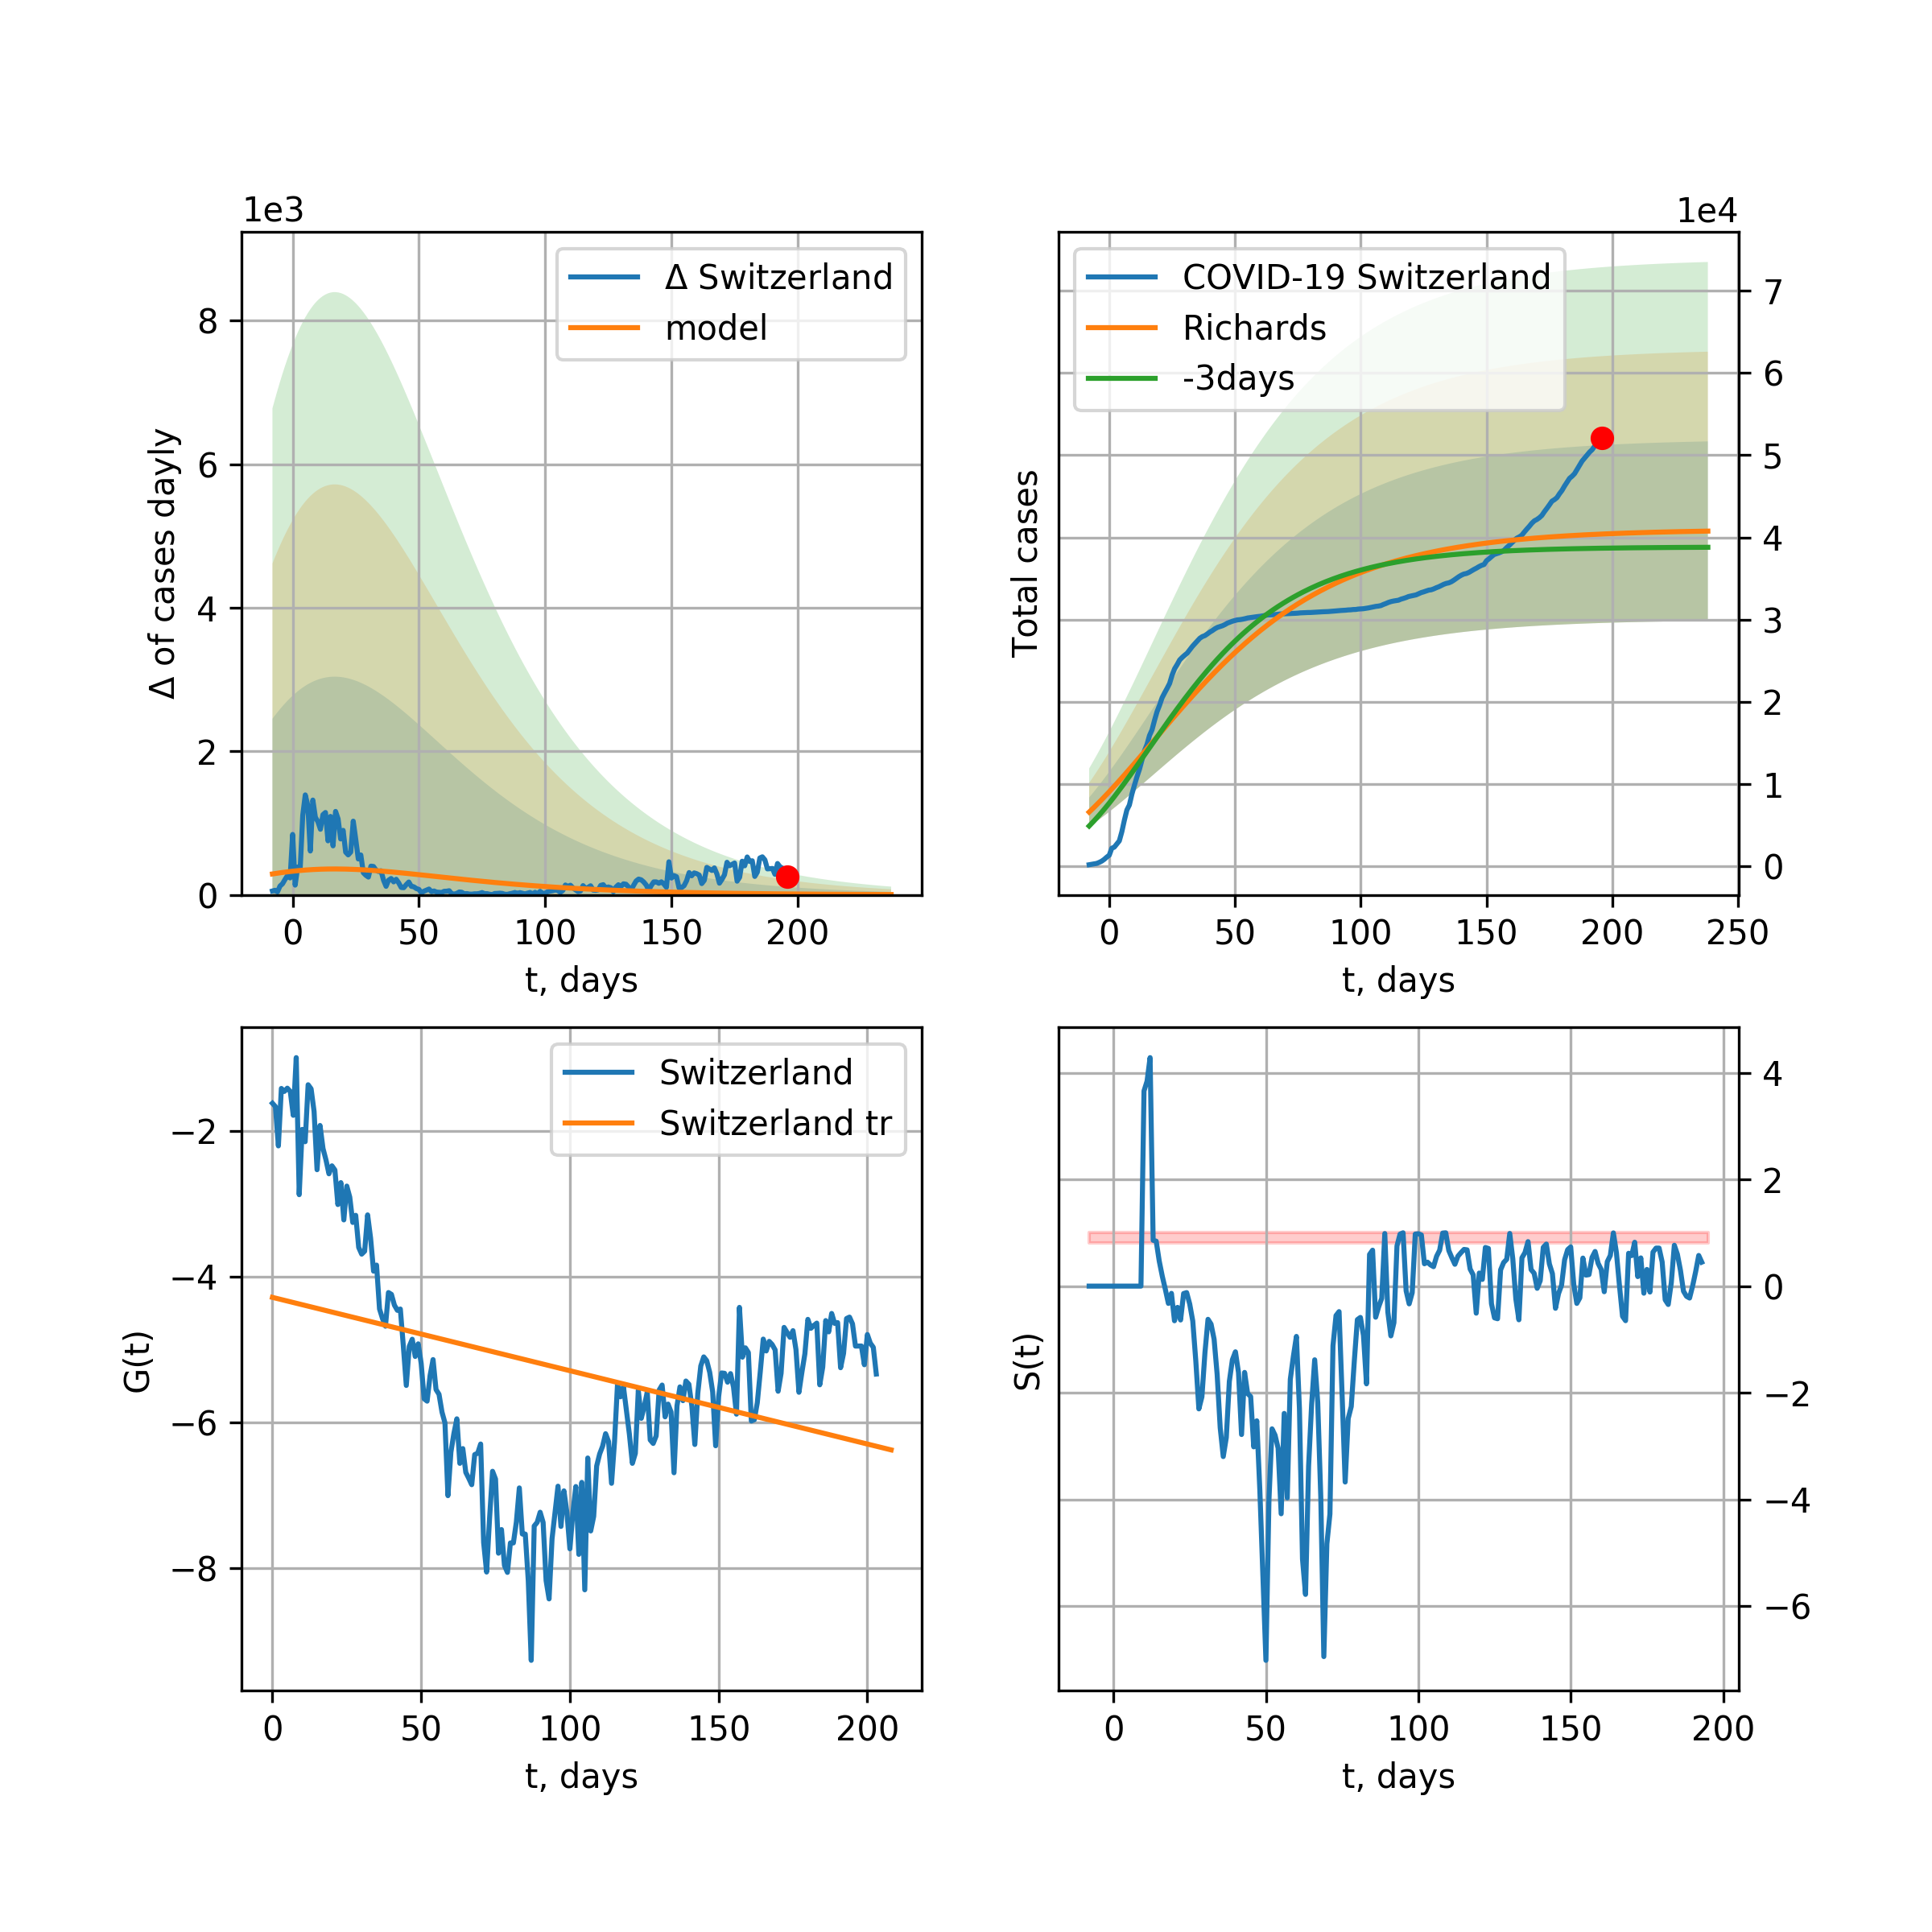 1e3
Δ Switzerland
model
8
6
4
2
0
Δ of cases dayly
0 50 100 150 200
t, days
1e4
COVID-19 Switzerland
Richards
-3days
7
6
5
4
3
2
1
0
Total cases
0 50 100 150 200 250
t, days
Switzerland
Switzerland tr
−2
−4
−6
−8
G(t)
0 50 100 150 200
t, days
4
2
0
−2
−4
−6
S(t)
0 50 100 150 200
t, days